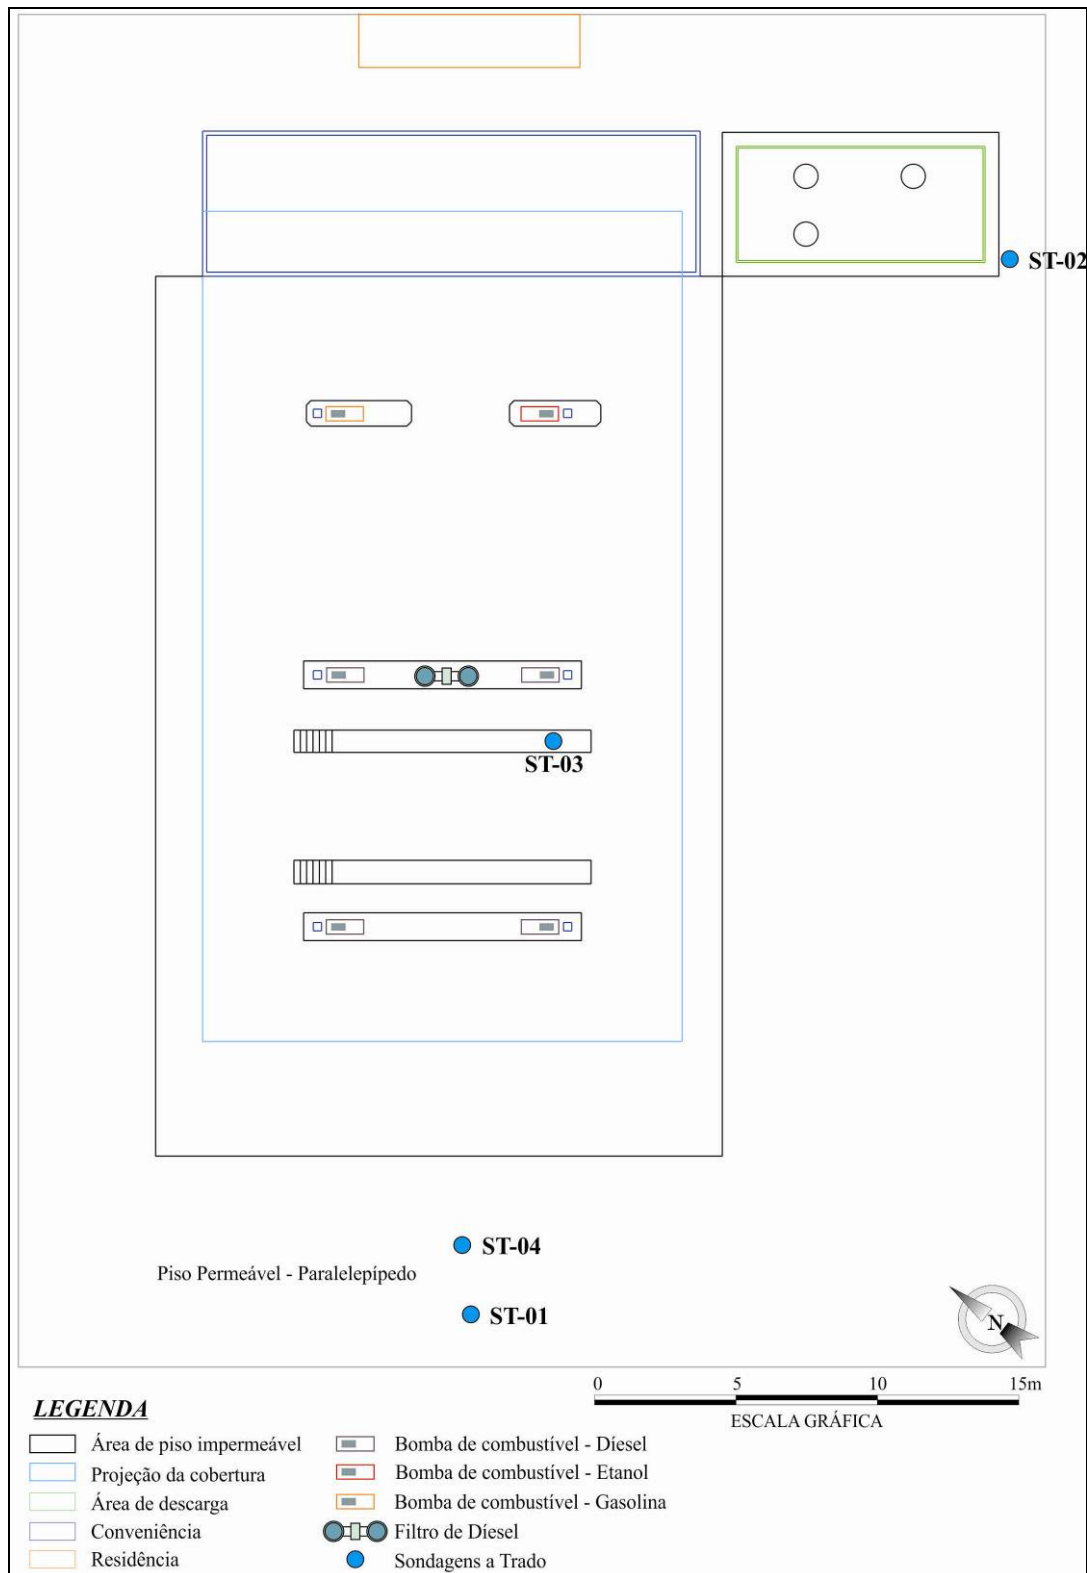 ST-02
ST-03
ST-04
Piso Permeável - Paralelepípedo
ST-01
N
0 5 10 15m
ESCALA GRÁFICA
LEGENDA
Área de piso impermeável
Projeção da cobertura
Área de descarga
Conveniência
Residência
Bomba de combustível - Díesel
Bomba de combustível - Etanol
Bomba de combustível - Gasolina
Filtro de Díesel
Sondagens a Trado